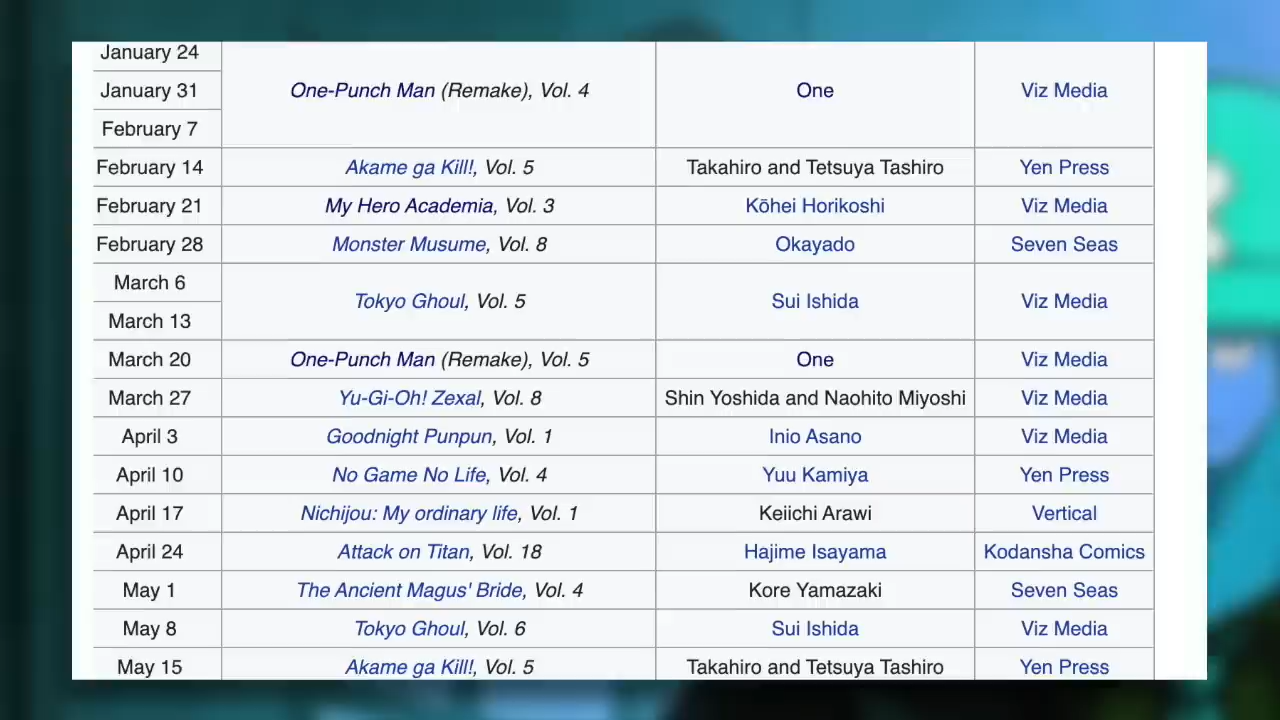 January 24
January 31 One-Punch Man (Remake), Vol. 4 One Viz Media
February 7
February 14 Akame ga Kill!, Vol. 5 Takahiro and Tetsuya Tashiro Yen Press
February 21 My Hero Academia, Vol. 3 Kōhei Horikoshi Viz Media
February 28 Monster Musume, Vol. 8 Okayado Seven Seas
March 6
Tokyo Ghoul, Vol. 5 Sui Ishida Viz Media
March 13
March 20 One-Punch Man (Remake), Vol. 5 One Viz Media
March 27 Yu-Gi-Oh! Zexal, Vol. 8 Shin Yoshida and Naohito Miyoshi Viz Media
April 3 Goodnight Punpun, Vol. 1 Inio Asano Viz Media
April 10 No Game No Life, Vol. 4 Yuu Kamiya Yen Press
April 17 Nichijou: My ordinary life, Vol. 1 Keiichi Arawi Vertical
April 24 Attack on Titan, Vol. 18 Hajime Isayama Kodansha Comics
May 1 The Ancient Magus' Bride, Vol. 4 Kore Yamazaki Seven Seas
May 8 Tokyo Ghoul, Vol. 6 Sui Ishida Viz Media
May 15 Akame ga Kill!, Vol. 5 Takahiro and Tetsuya Tashiro Yen Press